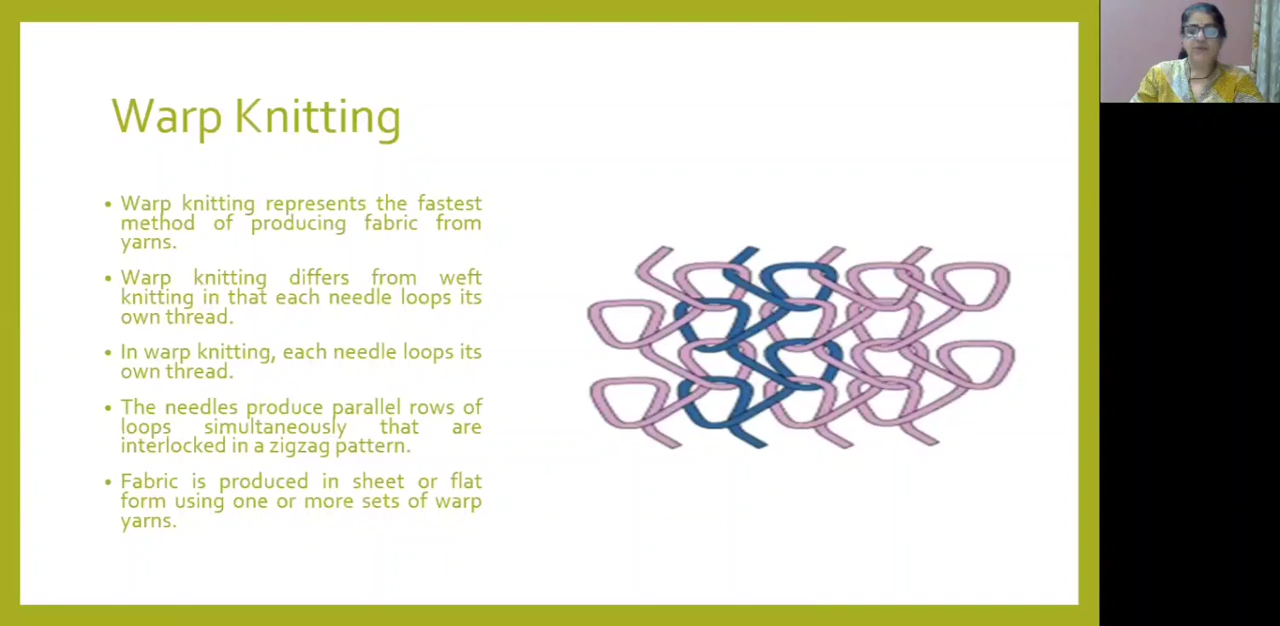 Warp Knitting
• Warp knitting represents the fastest
method of producing fabric from
yarns.
• Warp knitting differs from weft
knitting in that each needle loops its
own thread.
• In warp knitting, each needle loops its
own thread.
• The needles produce parallel rows of
loops simultaneously that are
interlocked in a zigzag pattern.
• Fabric is produced in sheet or flat
form using one or more sets of warp
yarns.